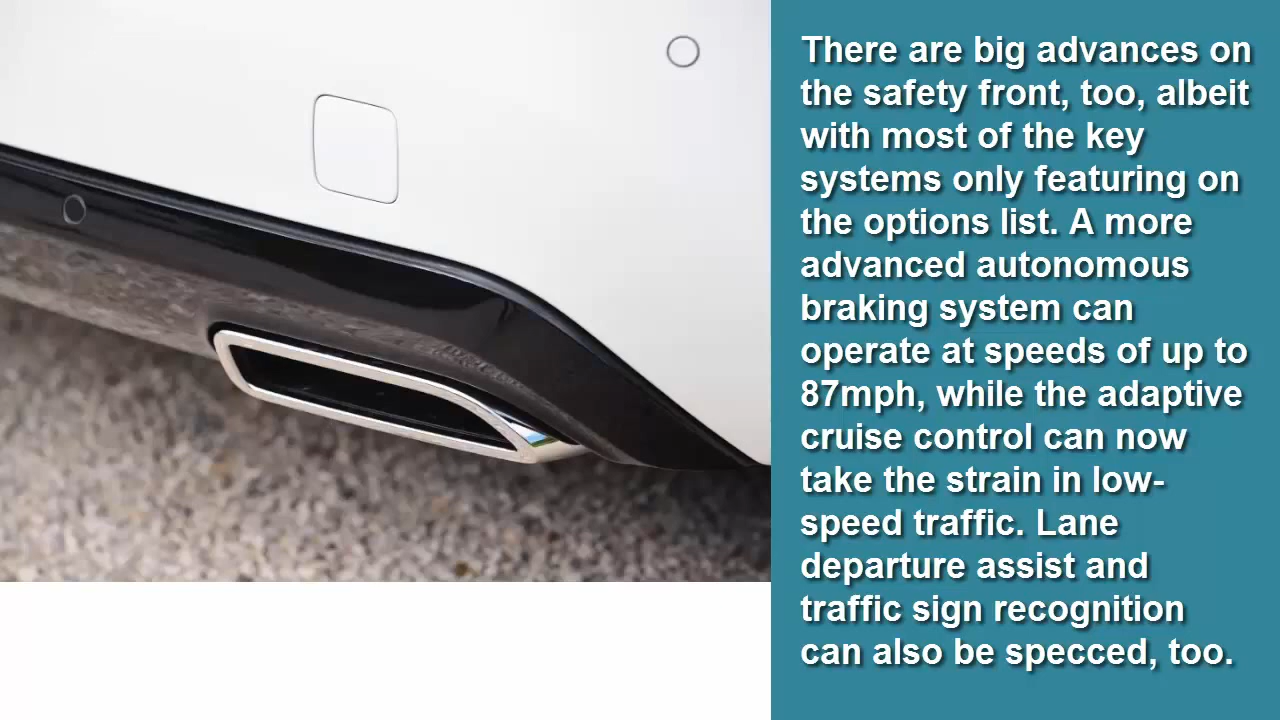 There are big advances on
the safety front, too, albeit
with most of the key
systems only featuring on
the options list. A more
advanced autonomous
braking system can
operate at speeds of up to
87mph, while the adaptive
cruise control can now
take the strain in low-
speed traffic. Lane
departure assist and
traffic sign recognition
can also be specced, too.